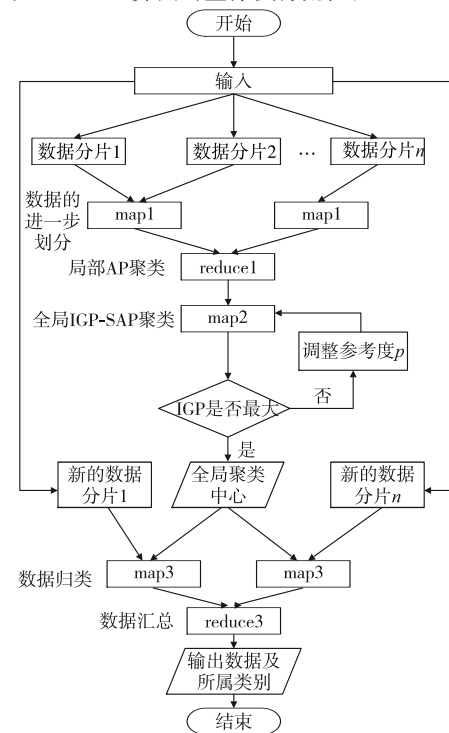 开始
输入
数据分片1
数据分片2
…
数据分片n
数据的
进一步
划分
map1
map1
局部AP聚类
reduce1
全局IGP-SAP聚类
map2
调整参考度p
IGP是否最大
否
是
新的数据
分片1
全局聚类
中心
新的数据
分片n
数据归类
map3
map3
数据汇总
reduce3
输出数据及
所属类别
结束